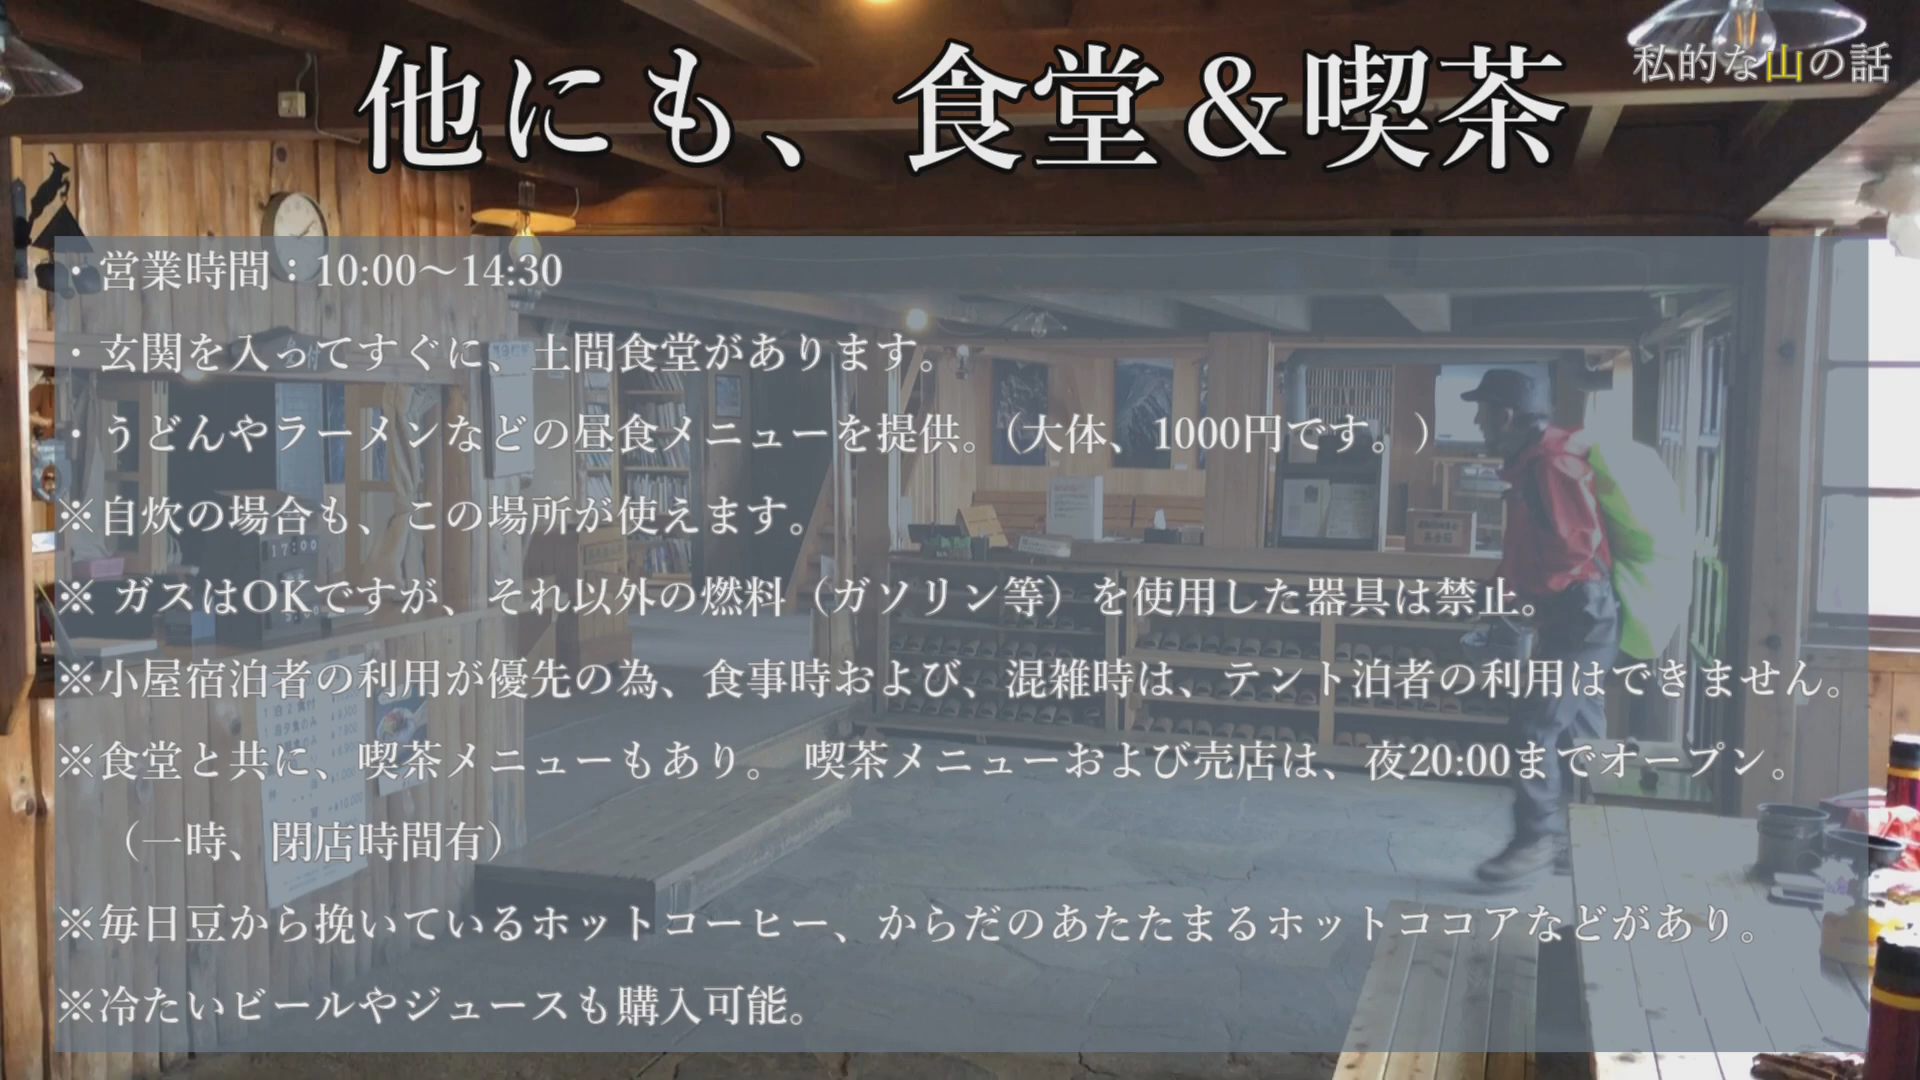 他にも、食堂＆喫茶
私的な山の話
・営業時間：10:00～14:30
・玄関を入ってすぐに、土間食堂があります。
・うどんやラーメンなどの昼食メニューを提供。（大体、1000円です。）
※自炊の場合も、この場所が使えます。
※ ガスはOKですが、それ以外の燃料（ガソリン等）を使用した器具は禁止。
※小屋宿泊者の利用が優先の為、食事時および、混雑時は、テント泊者の利用はできません。
※食堂と共に、喫茶メニューもあり。 喫茶メニューおよび売店は、夜20:00までオープン。
（一時、閉店時間有）
※毎日豆から挽いているホットコーヒー、からだのあたたまるホットココアなどがあり。
※冷たいビールやジュースも購入可能。
17:00